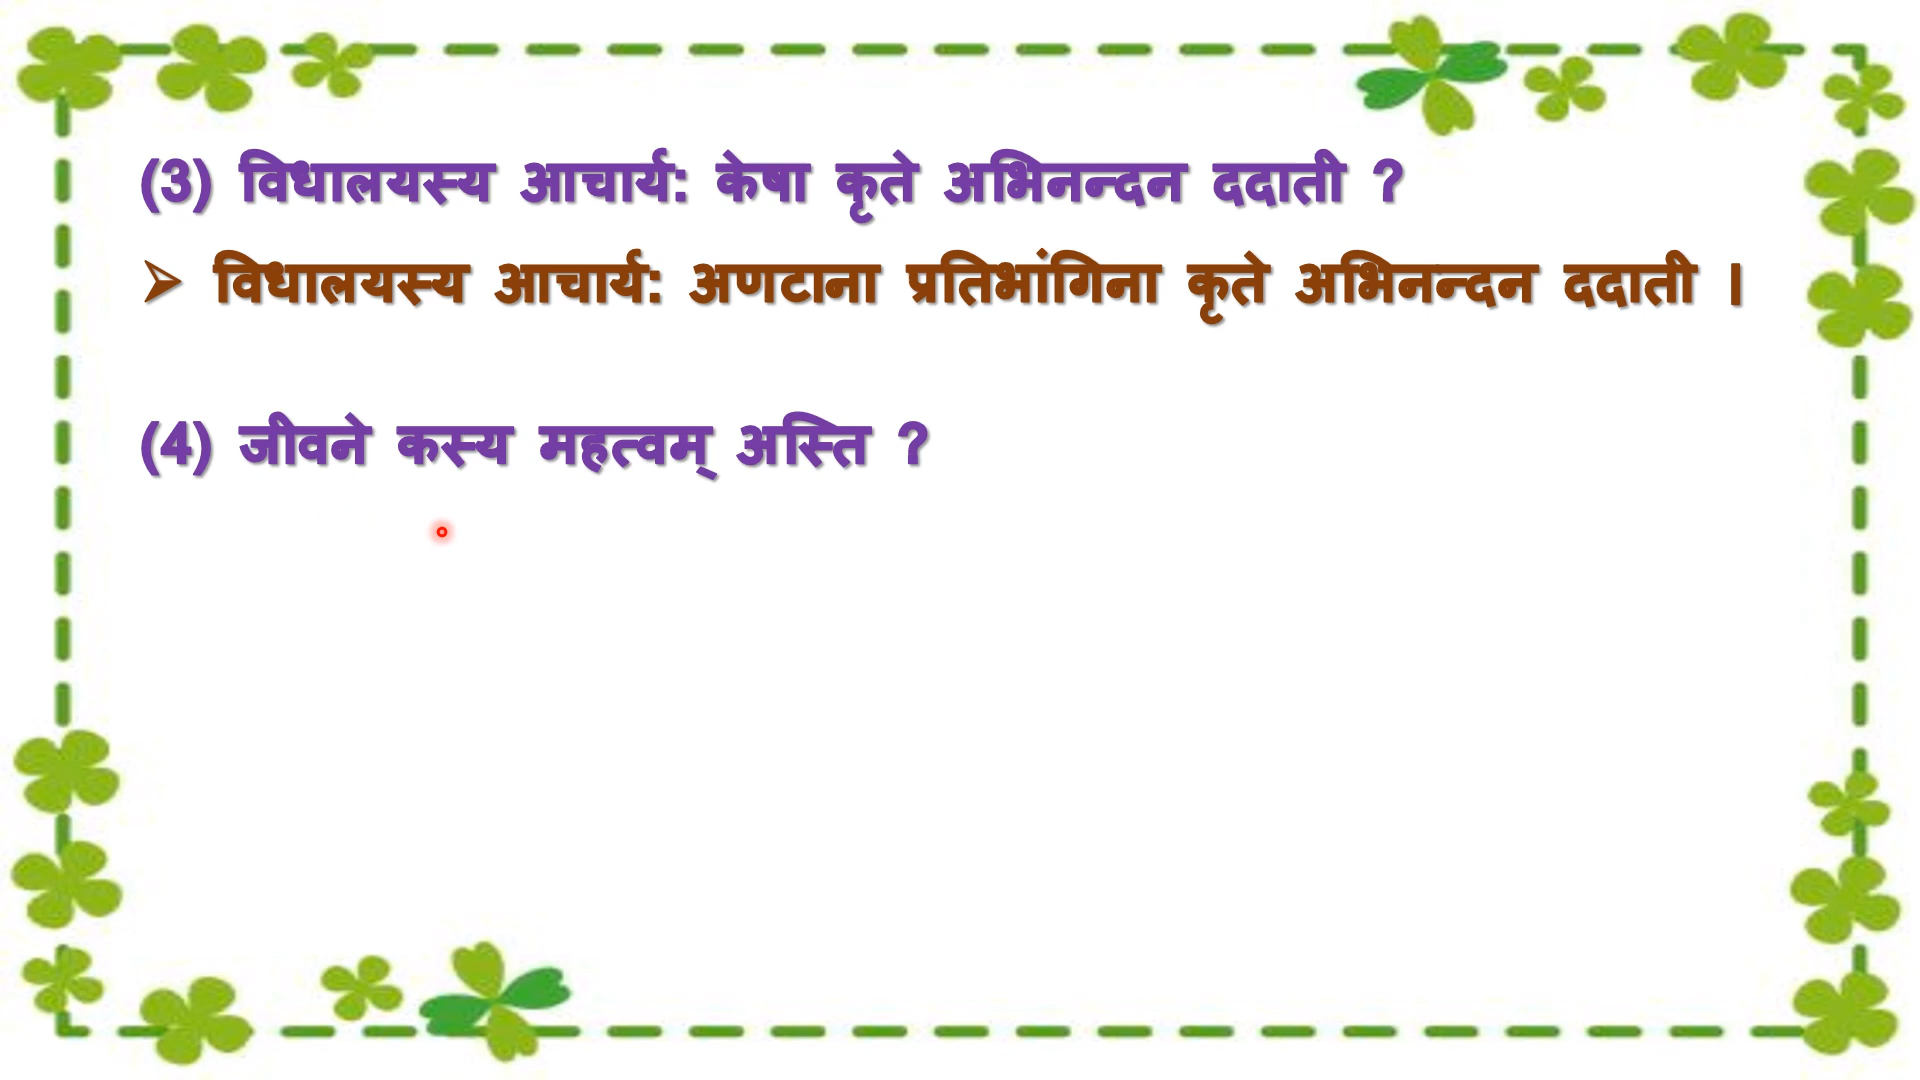 (3) विधालयस्य आचार्य: केषा कृते अभिनन्दन ददाती ?
➢ विधालयस्य आचार्य: अणटाना प्रतिभांगिना कृते अभिनन्दन ददाती ।
(4) जीवने कस्य महत्वम् अस्ति ?